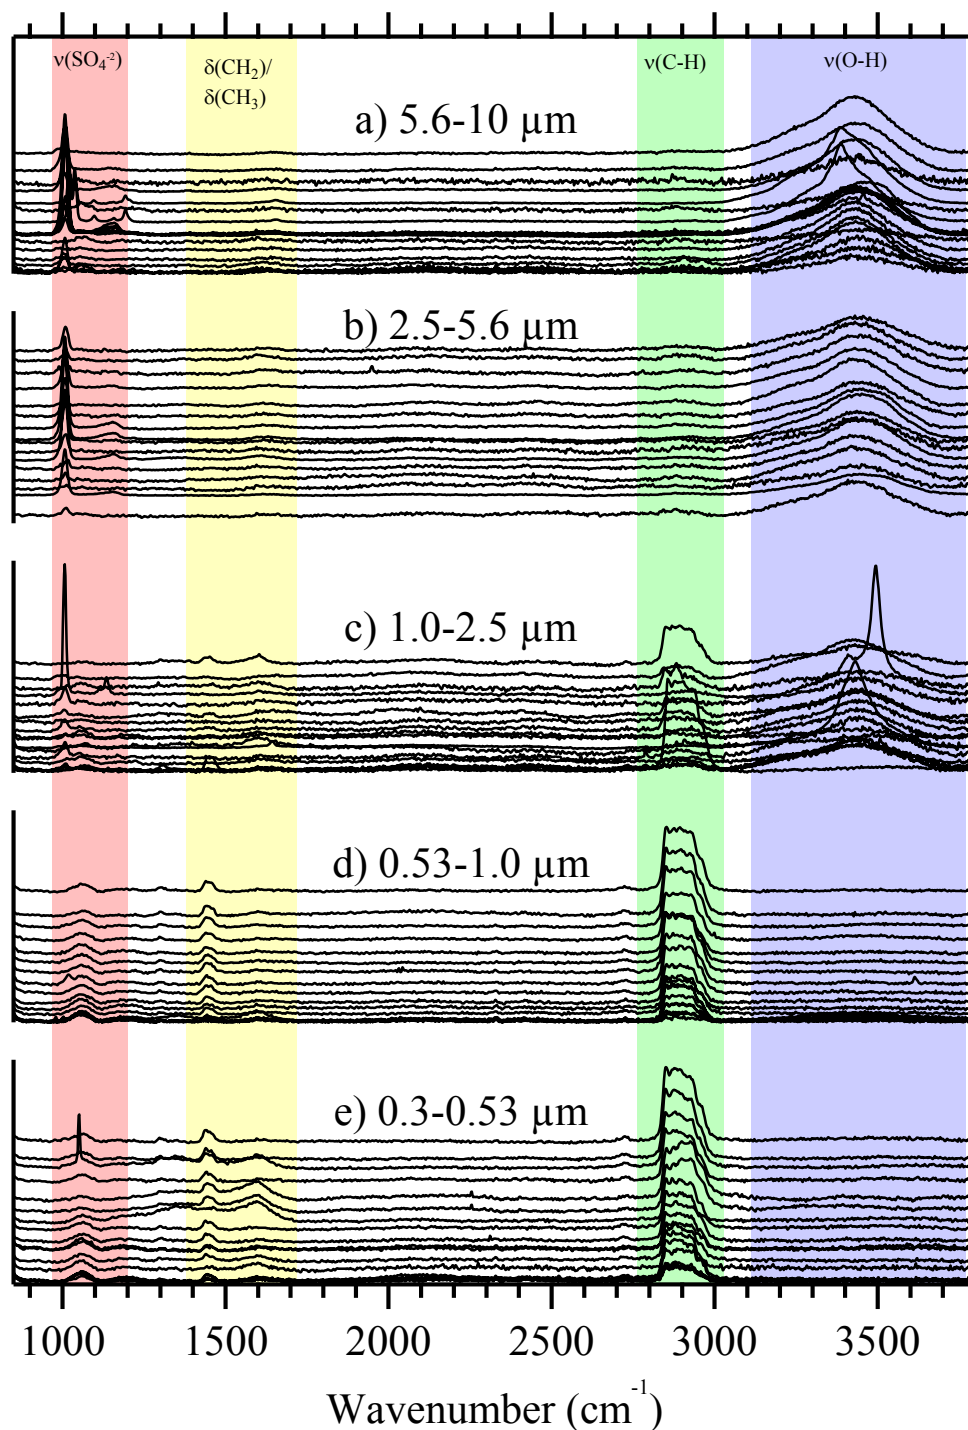 ν(SO₄⁻²)
δ(CH₂)/
δ(CH₃)
ν(C-H)
ν(O-H)
a) 5.6-10 µm
b) 2.5-5.6 µm
c) 1.0-2.5 µm
d) 0.53-1.0 µm
e) 0.3-0.53 µm
1000 1500 2000 2500 3000 3500
Wavenumber (cm⁻¹)